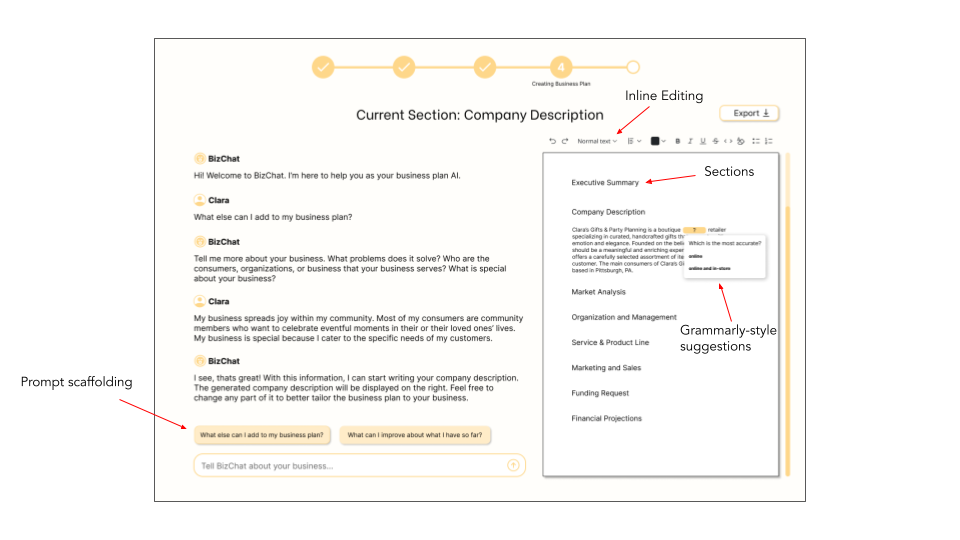 4
Creating Business Plan
Inline Editing
Current Section: Company Description
Export
Normal text
B I U S
BizChat
Hi! Welcome to BizChat. I'm here to help you as your business plan AI.
Clara
What else can I add to my business plan?
BizChat
Tell me more about your business. What problems does it solve? Who are the
consumers, organizations, or business that your business serves? What is special
about your business?
Clara
My business spreads joy within my community. Most of my consumers are community
members who want to celebrate eventful moments in their or their loved ones' lives.
My business is special because I cater to the specific needs of my customers.
BizChat
I see, thats great! With this information, I can start writing your company description.
The generated company description will be displayed on the right. Feel free to
change any part of it to better tailor the business plan to your business.
Prompt scaffolding
What else can I add to my business plan?
What can I improve about what I have so far?
Tell BizChat about your business...
Executive Summary
Sections
Company Description
Clara's Gifts & Party Planning is a boutique ? retailer
specializing in curated, handcrafted gifts
emotion and elegance. Founded on the
should be a meaningful and enriching
offers a carefully selected assortment of
customer. The main consumers of Clara's
based in Pittsburgh, PA.
Which is the most accurate?
online
online and in-store
Market Analysis
Organization and Management
Grammarly-style
suggestions
Service & Product Line
Marketing and Sales
Funding Request
Financial Projections